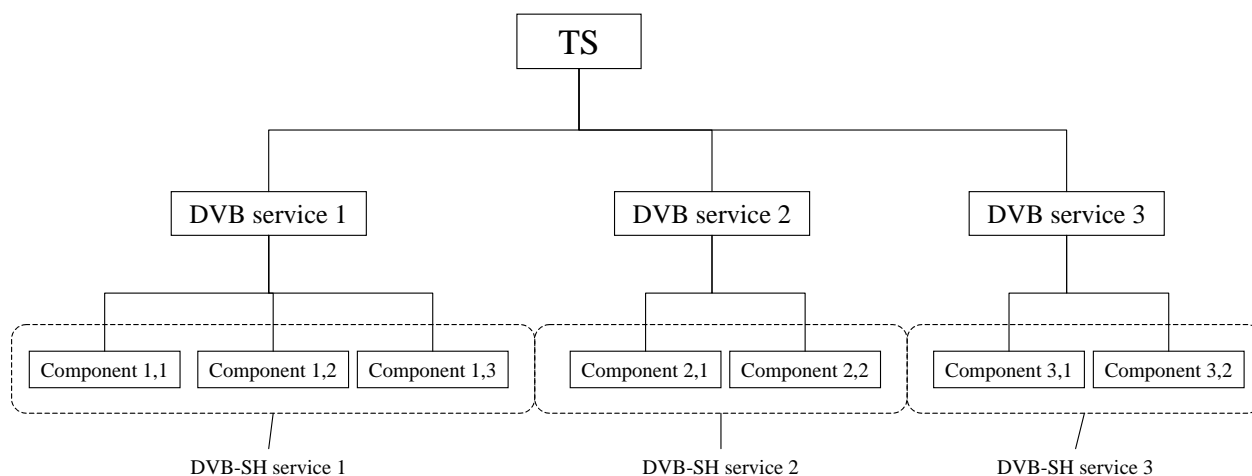 TS
DVB service 1
DVB service 2
DVB service 3
Component 1,1
Component 1,2
Component 1,3
Component 2,1
Component 2,2
Component 3,1
Component 3,2
DVB-SH service 1
DVB-SH service 2
DVB-SH service 3